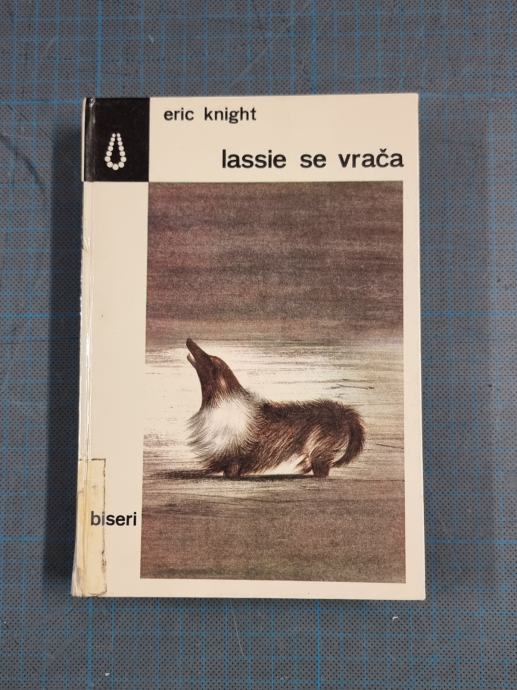 eric knight
lassie se vrača
biseri